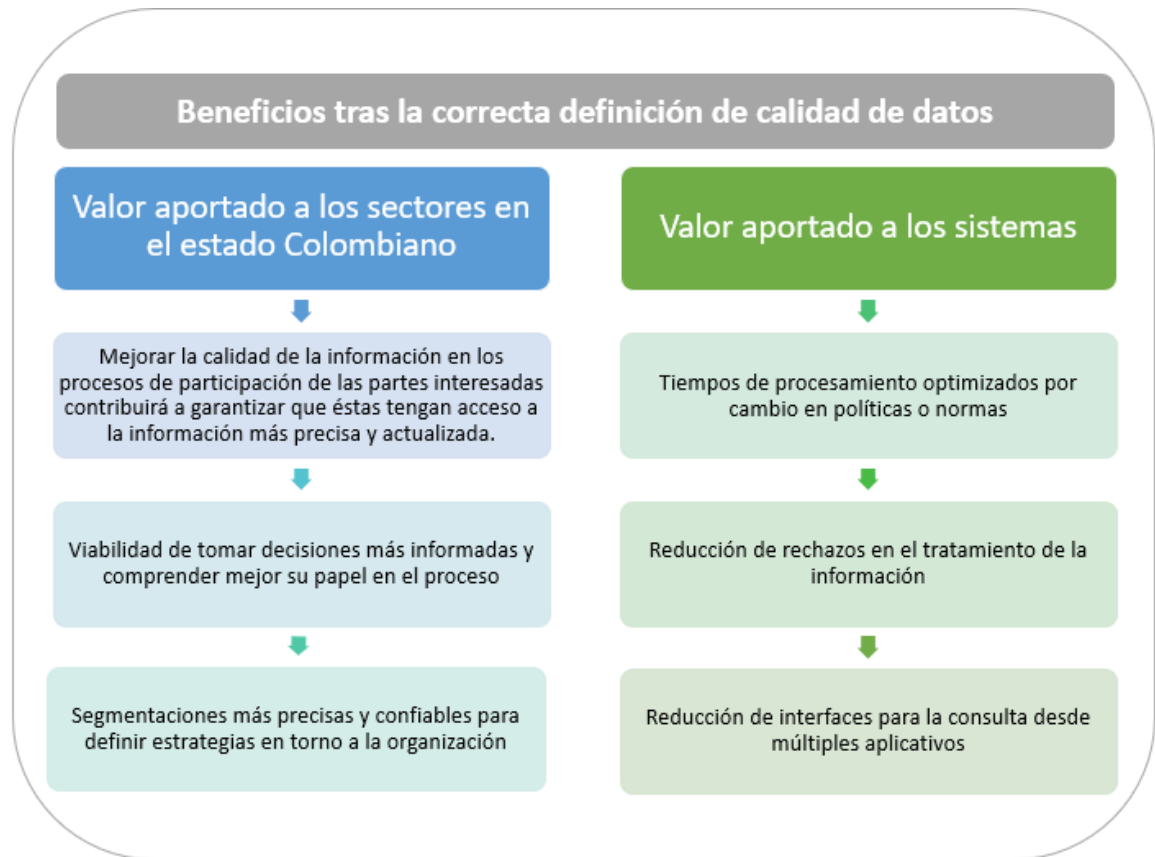 Beneficios tras la correcta definición de calidad de datos
Valor aportado a los sectores en
el estado Colombiano
Mejorar la calidad de la información en los
procesos de participación de las partes interesadas
contribuirá a garantizar que éstas tengan acceso a
la información más precisa y actualizada.
Viabilidad de tomar decisiones más informadas y
comprender mejor su papel en el proceso
Segmentaciones más precisas y confiables para
definir estrategias en torno a la organización
Valor aportado a los sistemas
Tiempos de procesamiento optimizados por
cambio en políticas o normas
Reducción de rechazos en el tratamiento de la
información
Reducción de interfaces para la consulta desde
múltiples aplicativos